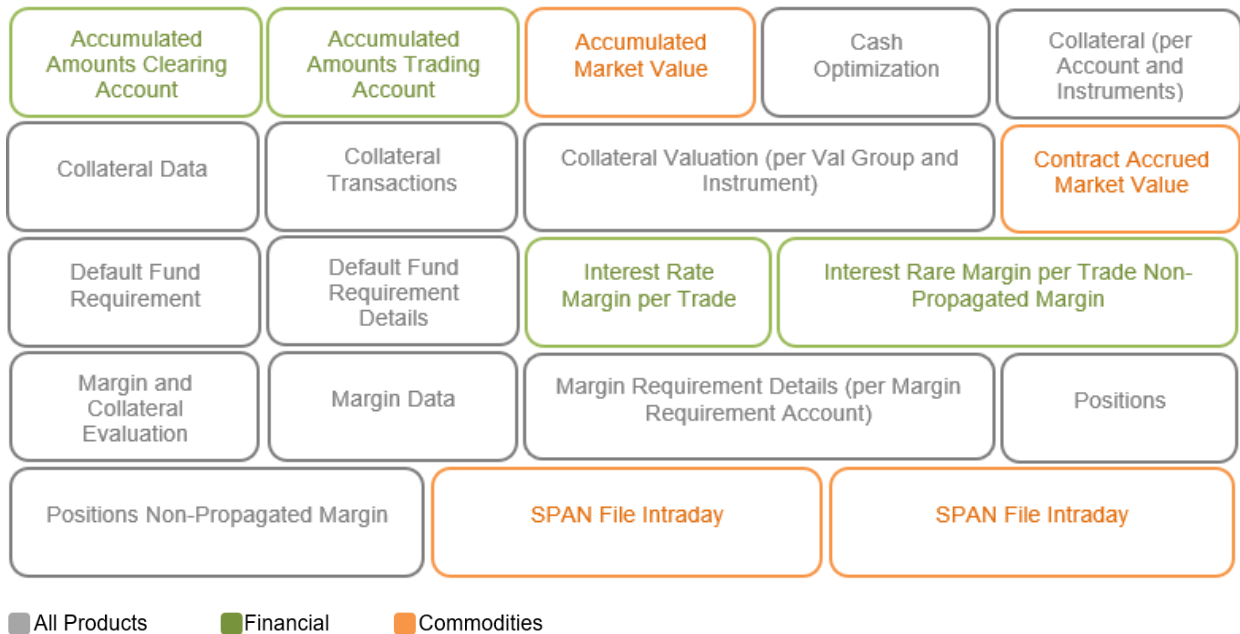 Accumulated
Amounts Clearing
Account
Accumulated
Amounts Trading
Account
Accumulated
Market Value
Cash
Optimization
Collateral (per
Account and
Instruments)
Collateral Data
Collateral
Transactions
Collateral Valuation (per Val Group and
Instrument)
Contract Accrued
Market Value
Default Fund
Requirement
Default Fund
Requirement
Details
Interest Rate
Margin per Trade
Interest Rare Margin per Trade Non-
Propagated Margin
Margin and
Collateral
Evaluation
Margin Data
Margin Requirement Details (per Margin
Requirement Account)
Positions
Positions Non-Propagated Margin
SPAN File Intraday
SPAN File Intraday
All Products
Financial
Commodities